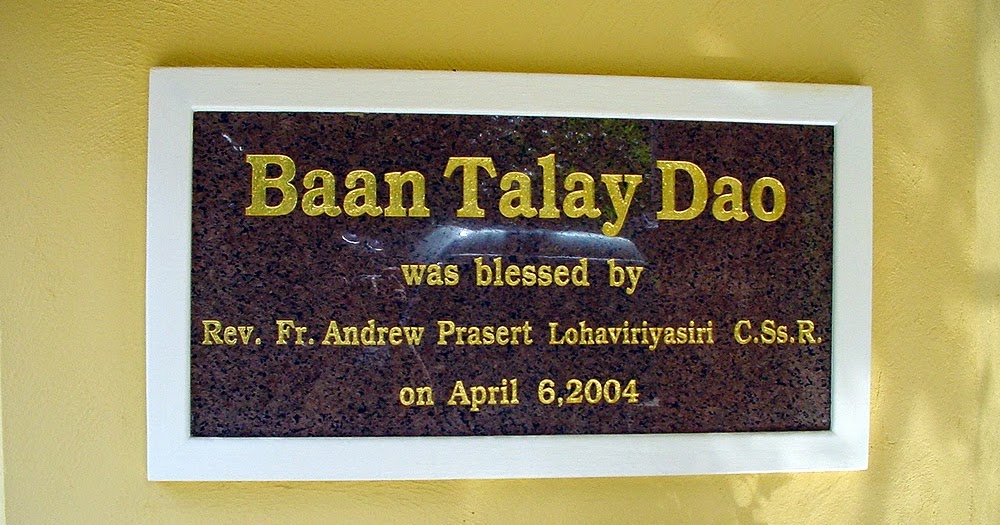 Baan Talay Dao
was blessed by
Rev. Fr. Andrew Prasert Lohaviriyasiri C.Ss.R.
on April 6,2004